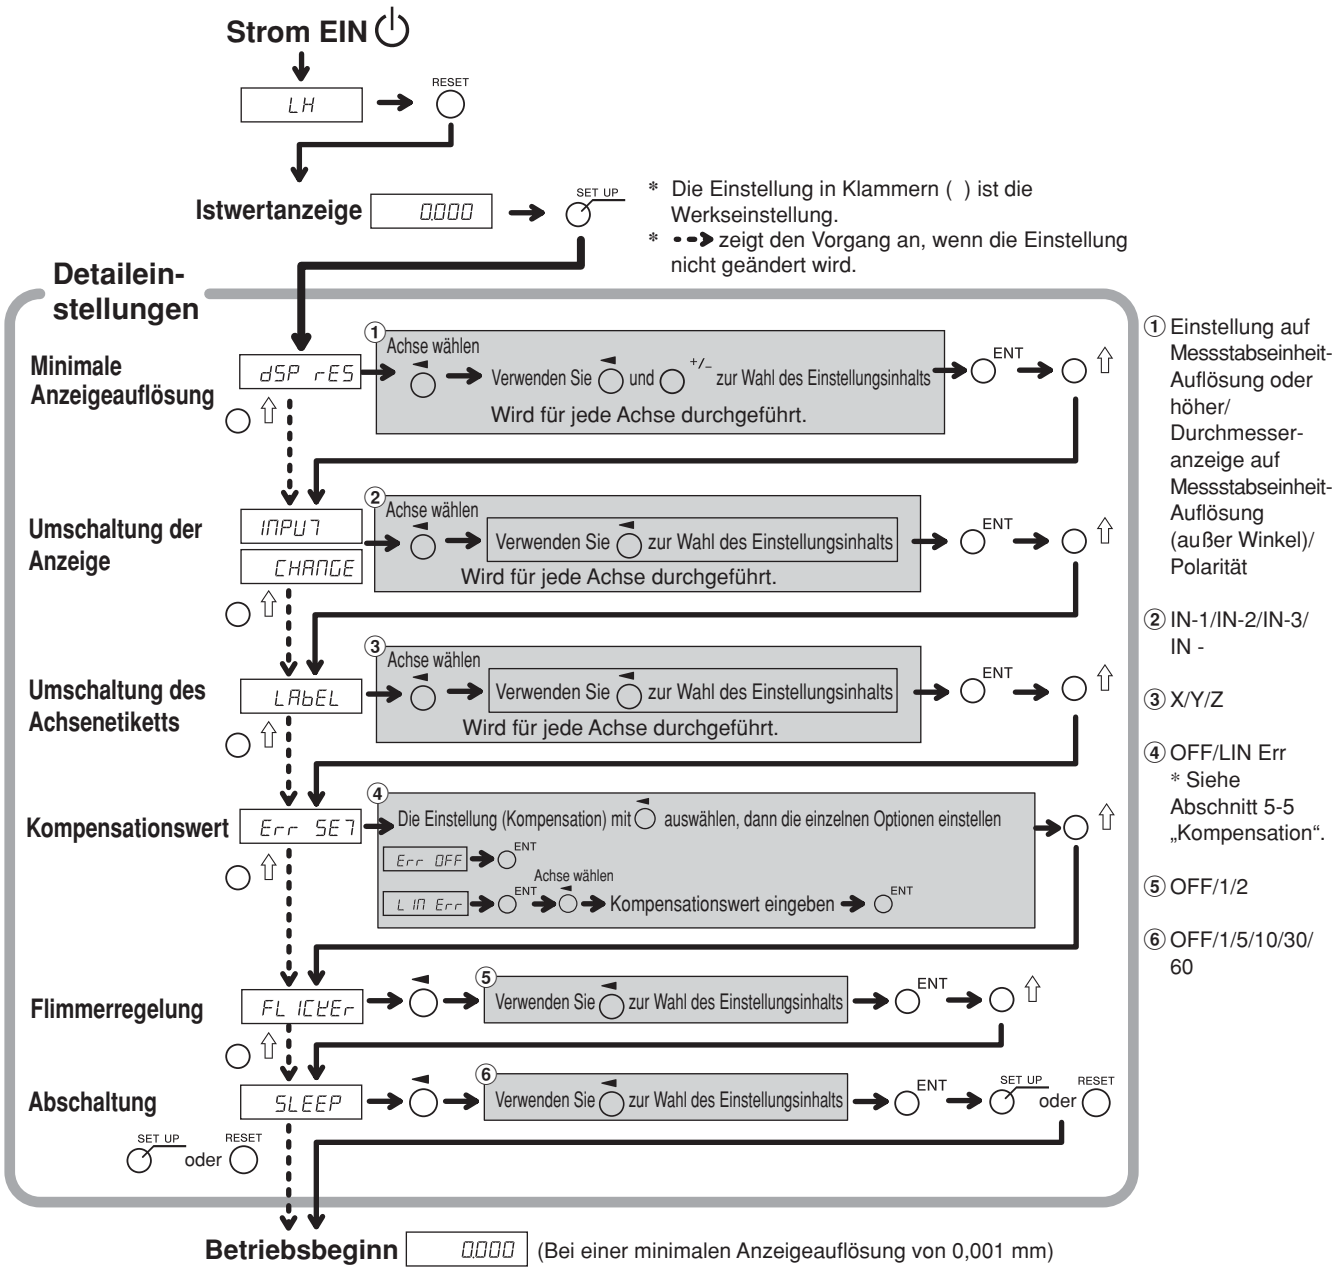 Strom EIN
LH
RESET
Istwertanzeige
0.000
SET UP
* Die Einstellung in Klammern ( ) ist die
Werkseinstellung.
* zeigt den Vorgang an, wenn die Einstellung
nicht geändert wird.
Detailein-
stellungen
Minimale
Anzeigeauflösung
dSP rES
① Achse wählen
Verwenden Sie und +/− zur Wahl des Einstellungsinhalts
Wird für jede Achse durchgeführt.
ENT
Umschaltung der
Anzeige
INPUT
CHANGE
② Achse wählen
Verwenden Sie zur Wahl des Einstellungsinhalts
Wird für jede Achse durchgeführt.
ENT
Umschaltung des
Achsenetiketts
LAbEL
③ Achse wählen
Verwenden Sie zur Wahl des Einstellungsinhalts
Wird für jede Achse durchgeführt.
ENT
Kompensationswert
Err SET
④ Die Einstellung (Kompensation) mit auswählen, dann die einzelnen Optionen einstellen
Err OFF ENT
LIN Err ENT Achse wählen Kompensationswert eingeben ENT
Flimmerregelung
FLICKEr
⑤ Verwenden Sie zur Wahl des Einstellungsinhalts
ENT
Abschaltung
SLEEP
⑥ Verwenden Sie zur Wahl des Einstellungsinhalts
ENT
SET UP oder RESET
SET UP oder RESET
Betriebsbeginn 0.000 (Bei einer minimalen Anzeigeauflösung von 0,001 mm)
① Einstellung auf
Messstabseinheit-
Auflösung oder
höher/
Durchmesser-
anzeige auf
Messstabseinheit-
Auflösung
(außer Winkel)/
Polarität
② IN-1/IN-2/IN-3/
IN -
③ X/Y/Z
④ OFF/LIN Err
* Siehe
Abschnitt 5-5
„Kompensation“.
⑤ OFF/1/2
⑥ OFF/1/5/10/30/
60